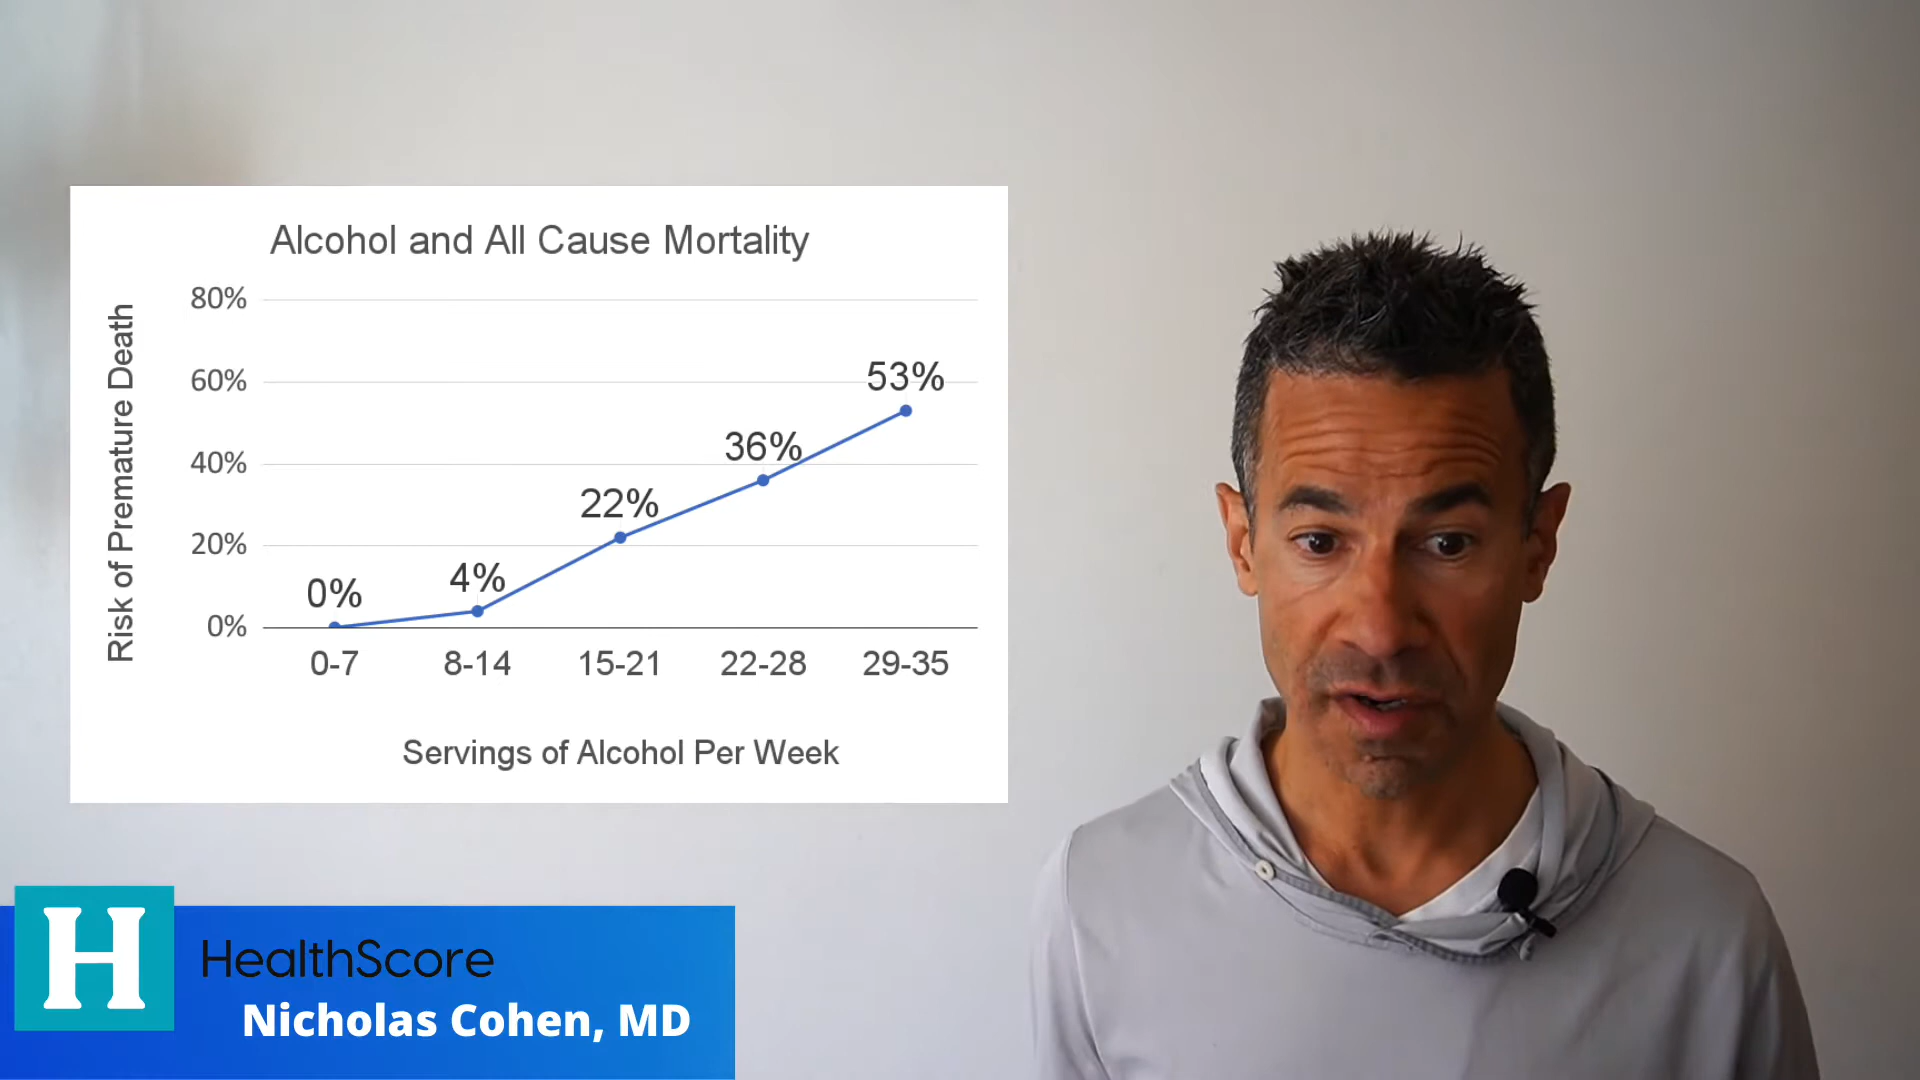 Alcohol and All Cause Mortality
Risk of Premature Death
80%
60%
40%
20%
0%
0%
4%
22%
36%
53%
0-7
8-14
15-21
22-28
29-35
Servings of Alcohol Per Week
H
HealthScore
Nicholas Cohen, MD